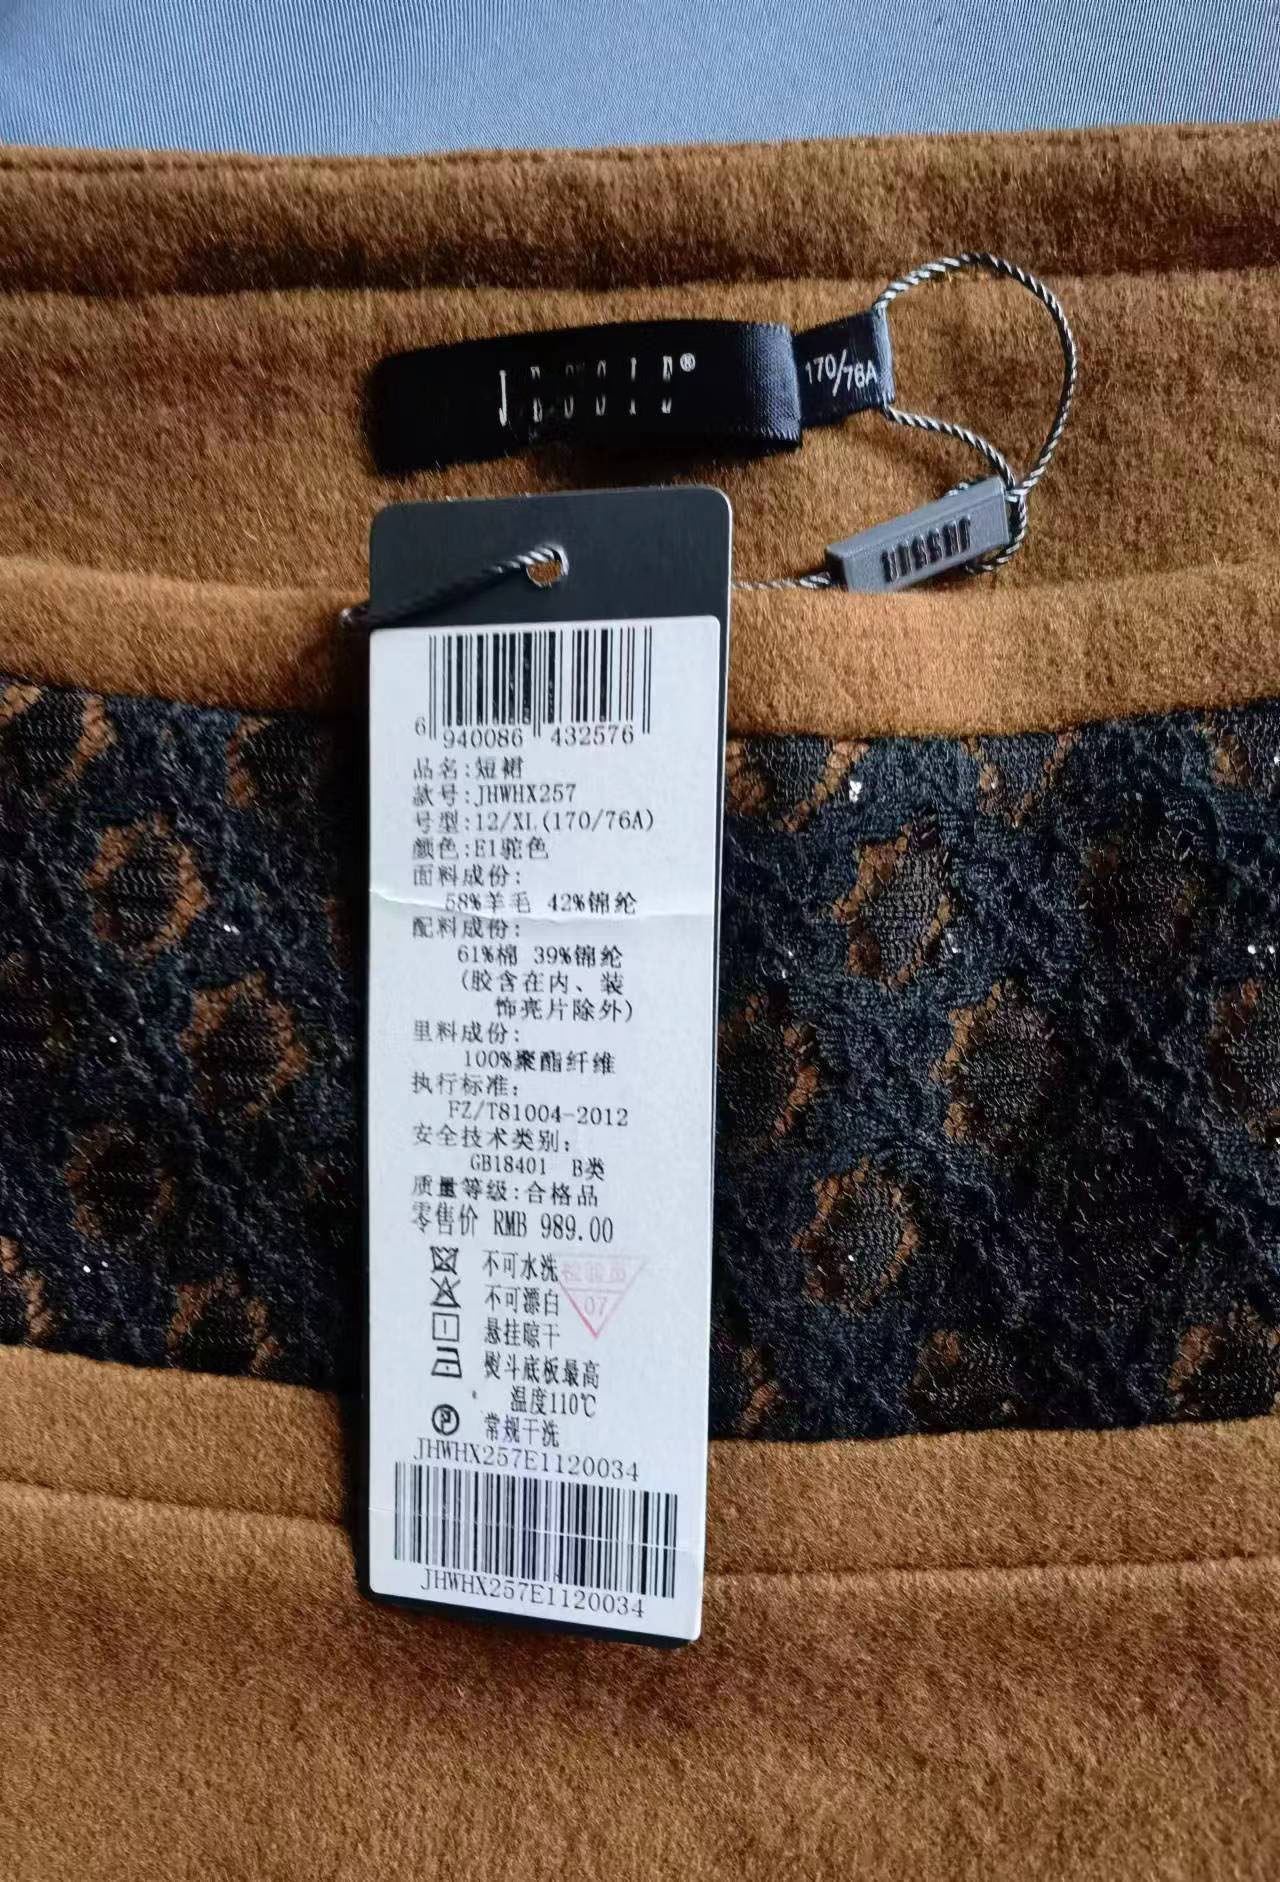 JESSIE®
170/76A
JESSIE
6 940086 432576
品名:短裙
款号:JHWHX257
号型:12/XL(170/76A)
颜色:E1驼色
面料成份:
58%羊毛 42%锦纶
配料成份:
61%棉 39%锦纶
(胶含在内、装
饰亮片除外)
里料成份:
100%聚酯纤维
执行标准:
FZ/T81004-2012
安全技术类别:
GB18401 B类
质量等级:合格品
零售价 RMB 989.00
不可水洗
检验员
07
不可漂白
悬挂晾干
熨斗底板最高
温度110℃
P
常规干洗
JHWHX257E1120034
JHWHX257E1120034